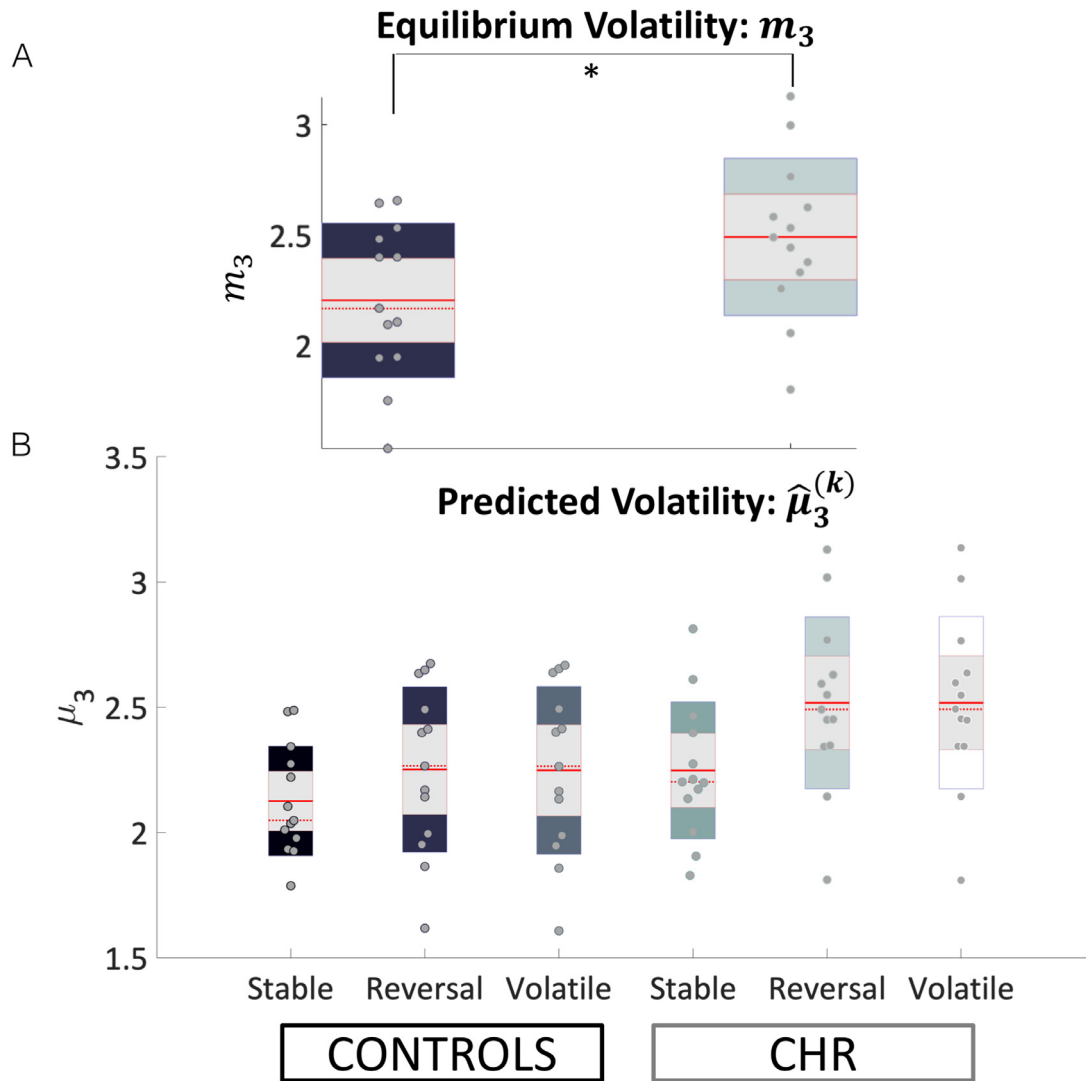 A
Equilibrium Volatility: m₃
*
3
2.5
2
m₃
B
Predicted Volatility: μ̂₃⁽ᵏ⁾
3.5
3
2.5
2
1.5
μ₃
Stable Reversal Volatile Stable Reversal Volatile
CONTROLS CHR